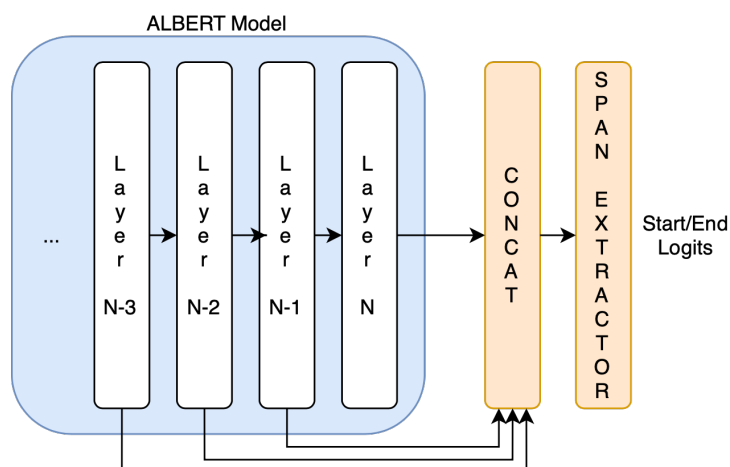 ALBERT Model
...
Layer N-3
Layer N-2
Layer N-1
Layer N
CONCAT
SPAN EXTRACTOR
Start/End
Logits